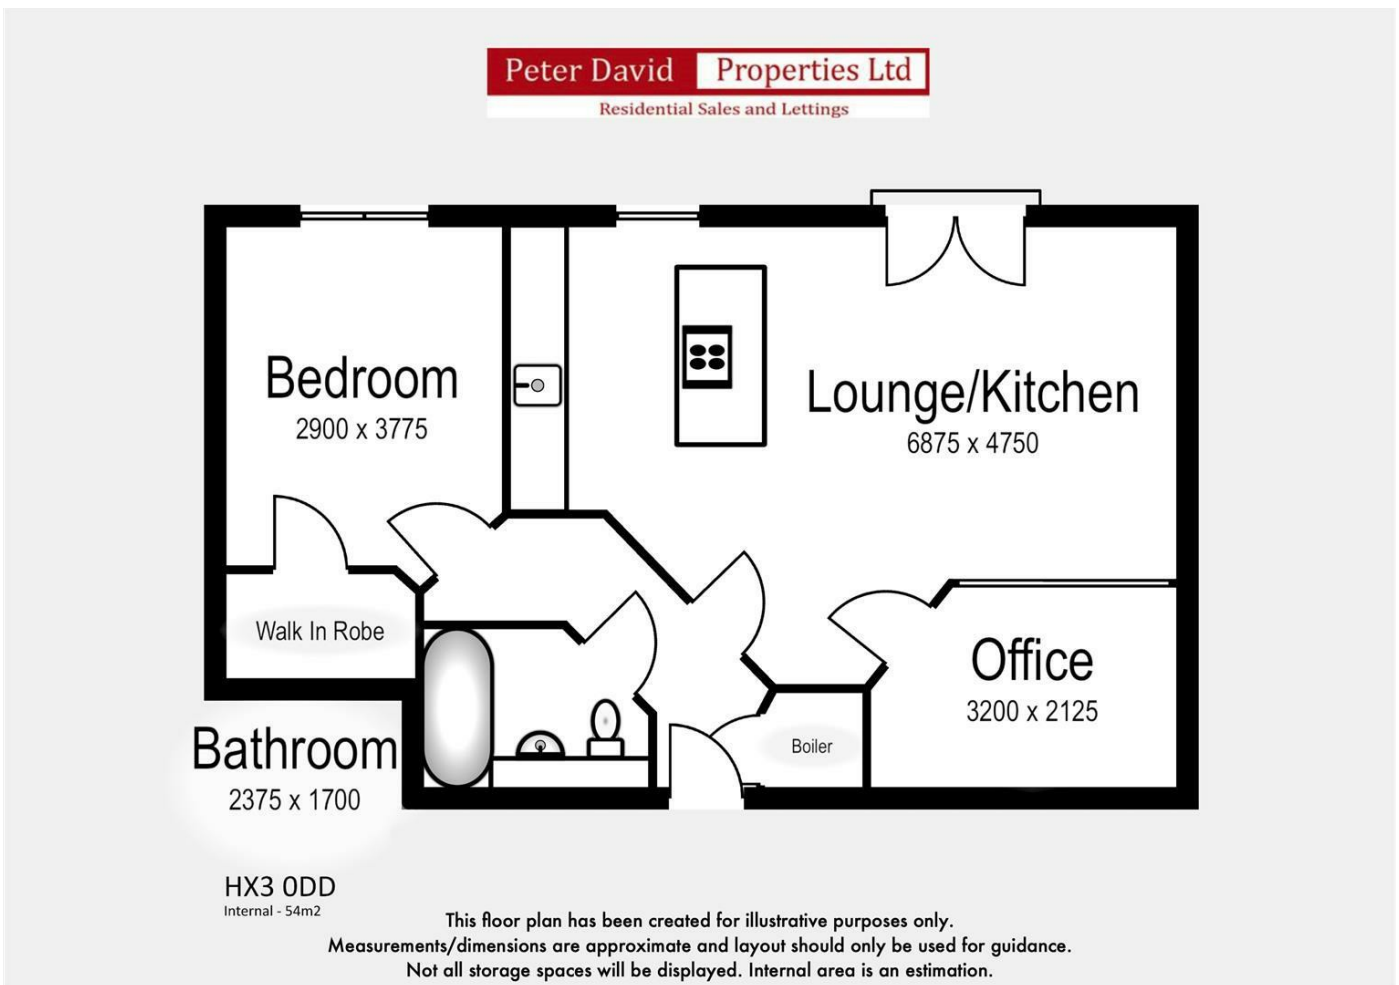 Peter David Properties Ltd
Residential Sales and Lettings
Bedroom
2900 x 3775
Lounge/Kitchen
6875 x 4750
Walk In Robe
Office
3200 x 2125
Boiler
Bathroom
2375 x 1700
HX3 0DD
Internal - 54m2
This floor plan has been created for illustrative purposes only.
Measurements/dimensions are approximate and layout should only be used for guidance.
Not all storage spaces will be displayed. Internal area is an estimation.